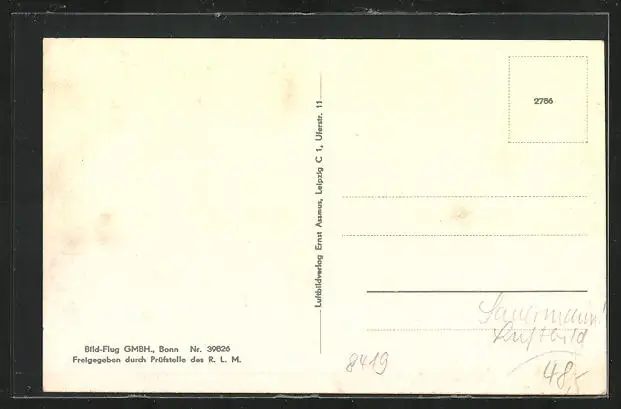 2786
Luftbildverlag Ernst Assmus, Leipzig C 1, Uferstr. 11
Bild-Flug GMBH., Bonn Nr. 39826
Freigegeben durch Prüfstelle des R. L. M.
Luftbild
8419
48,